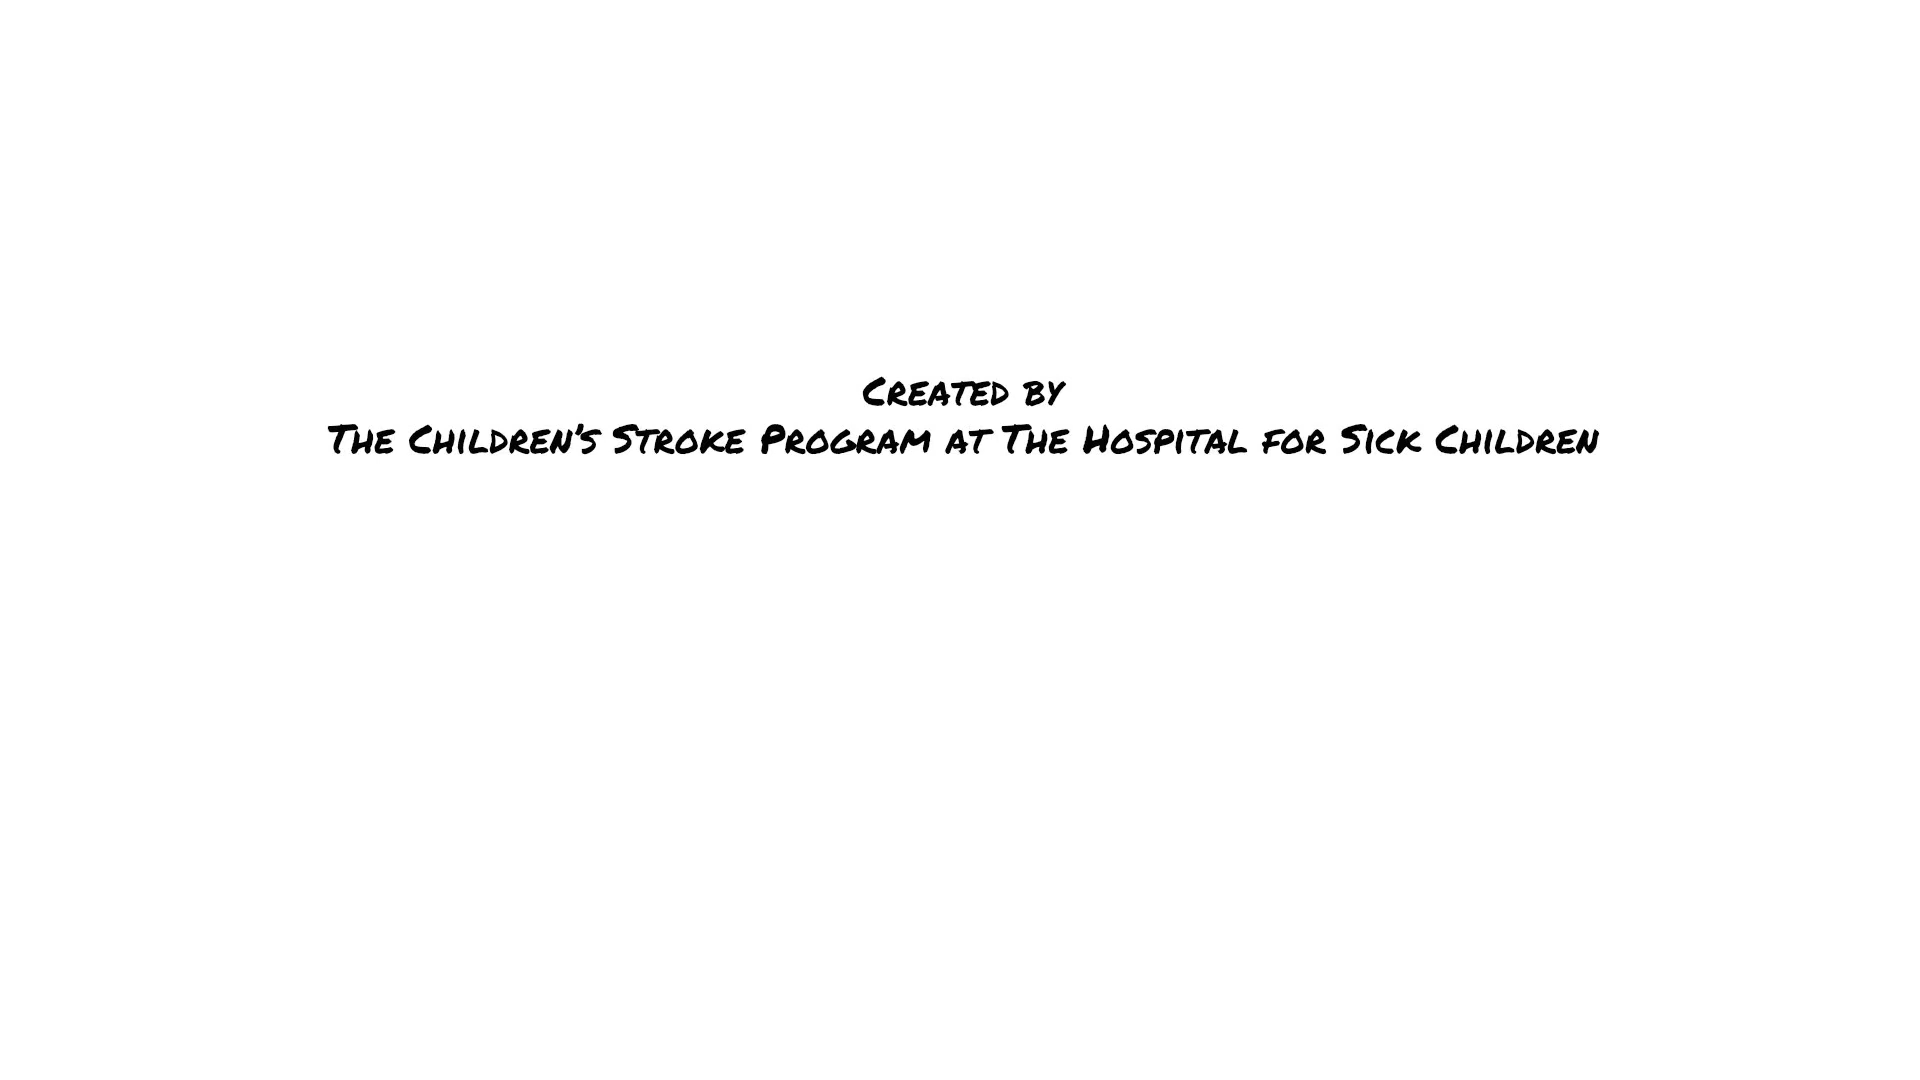 Created by
The Children's Stroke Program at The Hospital for Sick Children